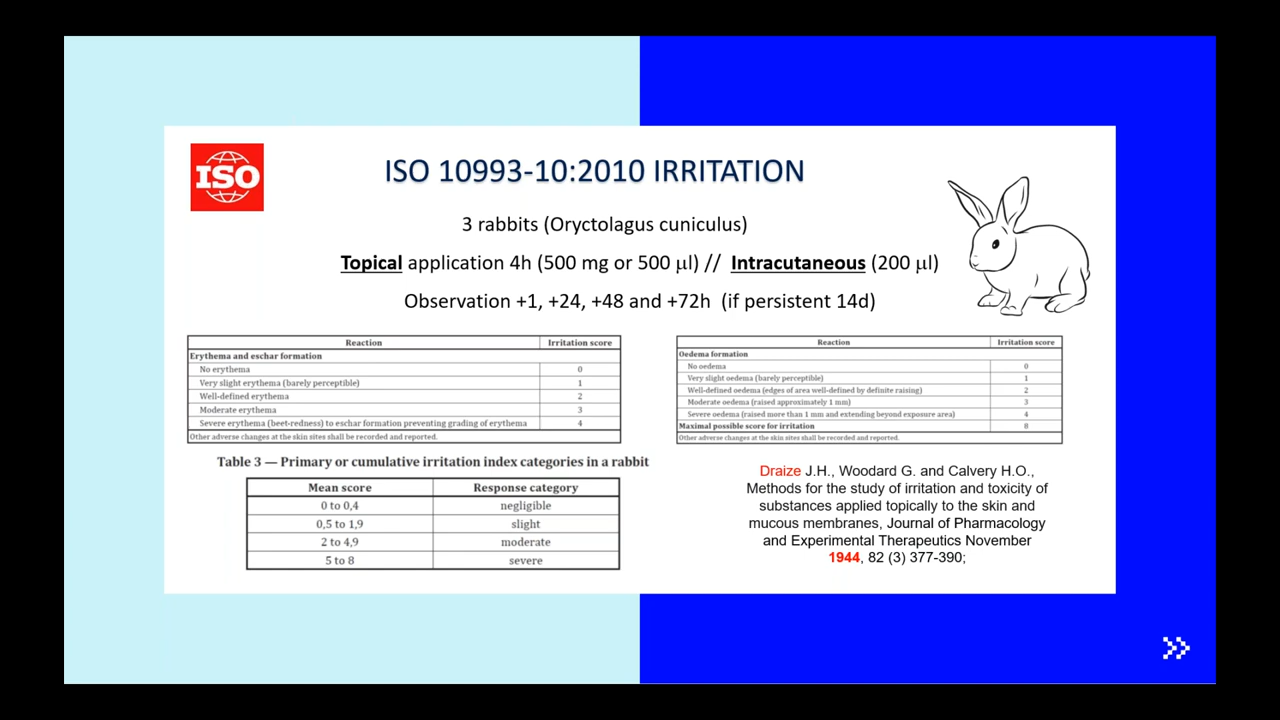 ISO
ISO 10993-10:2010 IRRITATION
3 rabbits (Oryctolagus cuniculus)
Topical application 4h (500 mg or 500 µl) // Intracutaneous (200 µl)
Observation +1, +24, +48 and +72h (if persistent 14d)
Reaction Irritation score
Erythema and eschar formation
No erythema 0
Very slight erythema (barely perceptible) 1
Well-defined erythema 2
Moderate erythema 3
Severe erythema (beet-redness) to eschar formation preventing grading of erythema 4
Other adverse changes at the skin sites shall be recorded and reported.
Reaction Irritation score
Oedema formation
No oedema 0
Very slight oedema (barely perceptible) 1
Well-defined oedema (edges of area well-defined by definite raising) 2
Moderate oedema (raised approximately 1 mm) 3
Severe oedema (raised more than 1 mm and extending beyond exposure area) 4
Maximal possible score for irritation 8
Other adverse changes at the skin sites shall be recorded and reported.
Table 3 — Primary or cumulative irritation index categories in a rabbit
Mean score Response category
0 to 0,4 negligible
0,5 to 1,9 slight
2 to 4,9 moderate
5 to 8 severe
Draize J.H., Woodard G. and Calvery H.O.,
Methods for the study of irritation and toxicity of
substances applied topically to the skin and
mucous membranes, Journal of Pharmacology
and Experimental Therapeutics November
1944, 82 (3) 377-390;